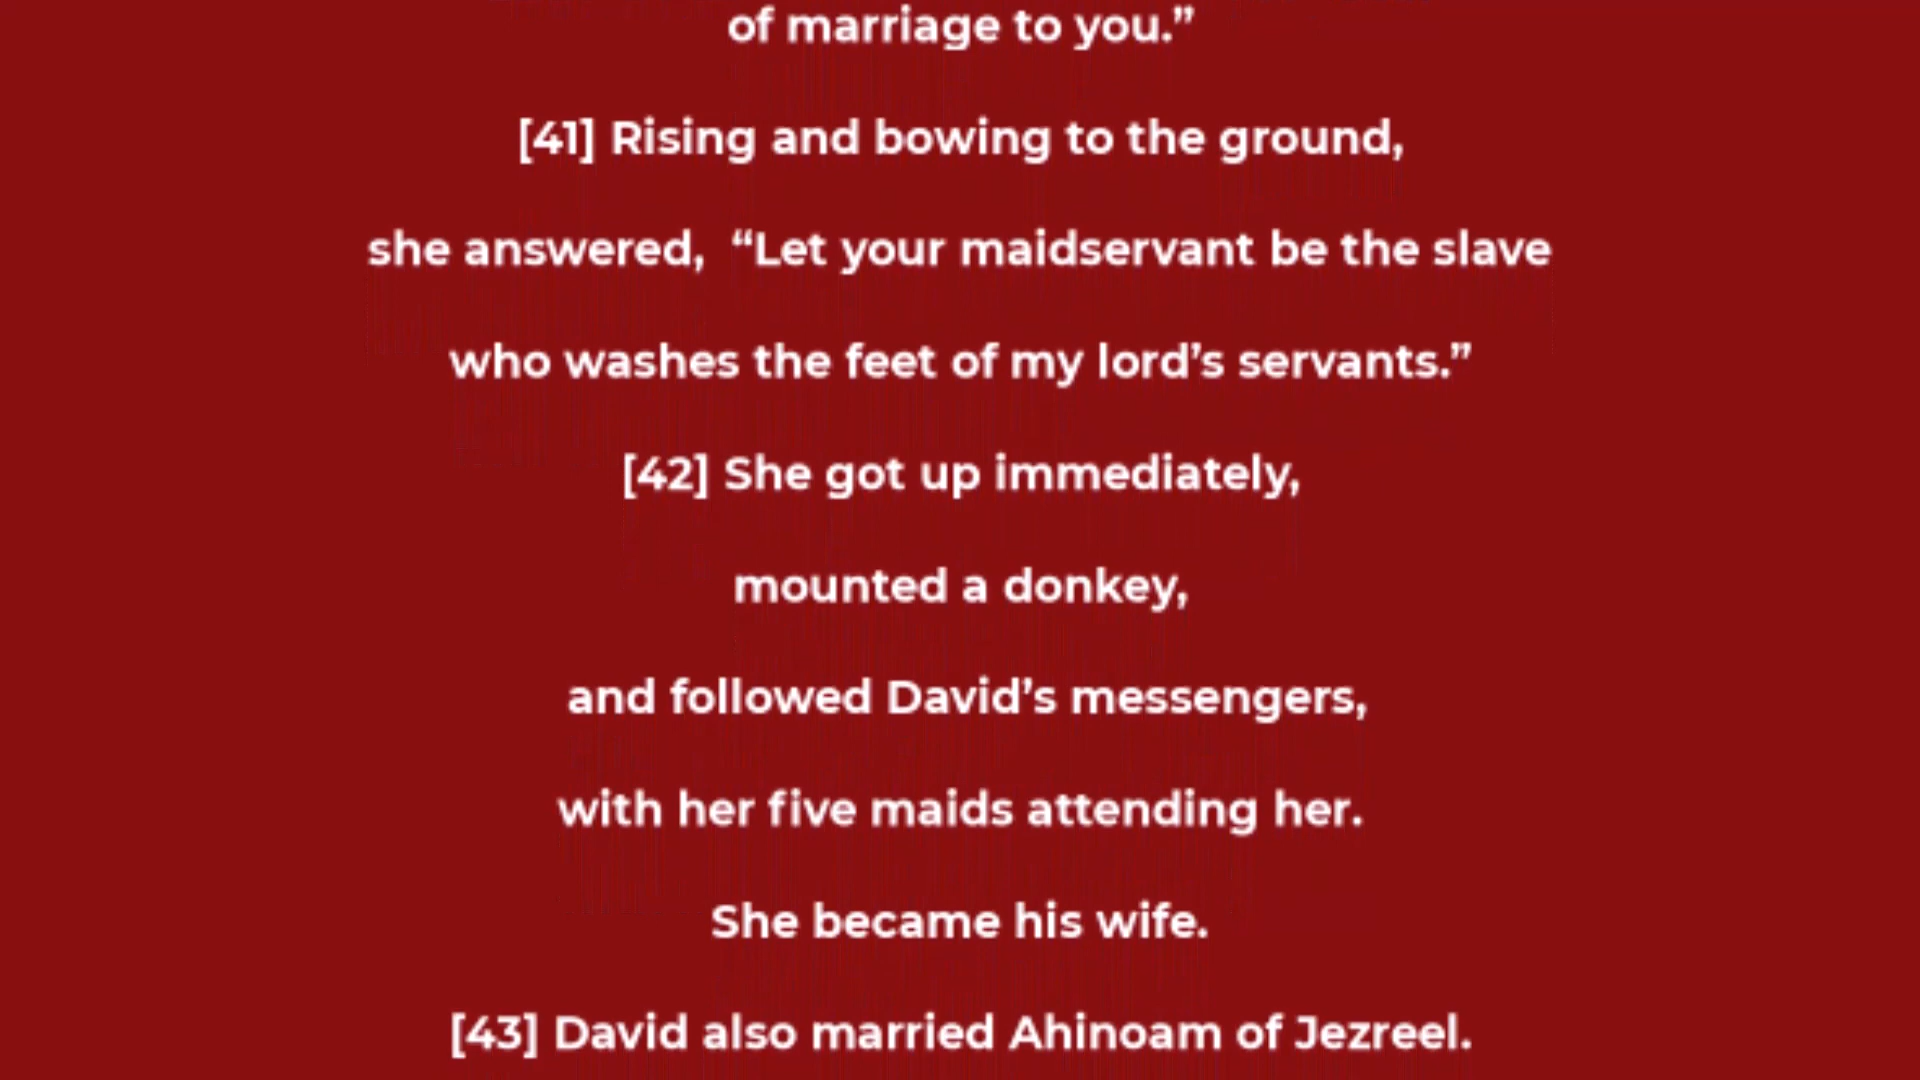 of marriage to you.”
[41] Rising and bowing to the ground,
she answered,  “Let your maidservant be the slave
who washes the feet of my lord’s servants.”
[42] She got up immediately,
mounted a donkey,
and followed David’s messengers,
with her five maids attending her.
She became his wife.
[43] David also married Ahinoam of Jezreel.